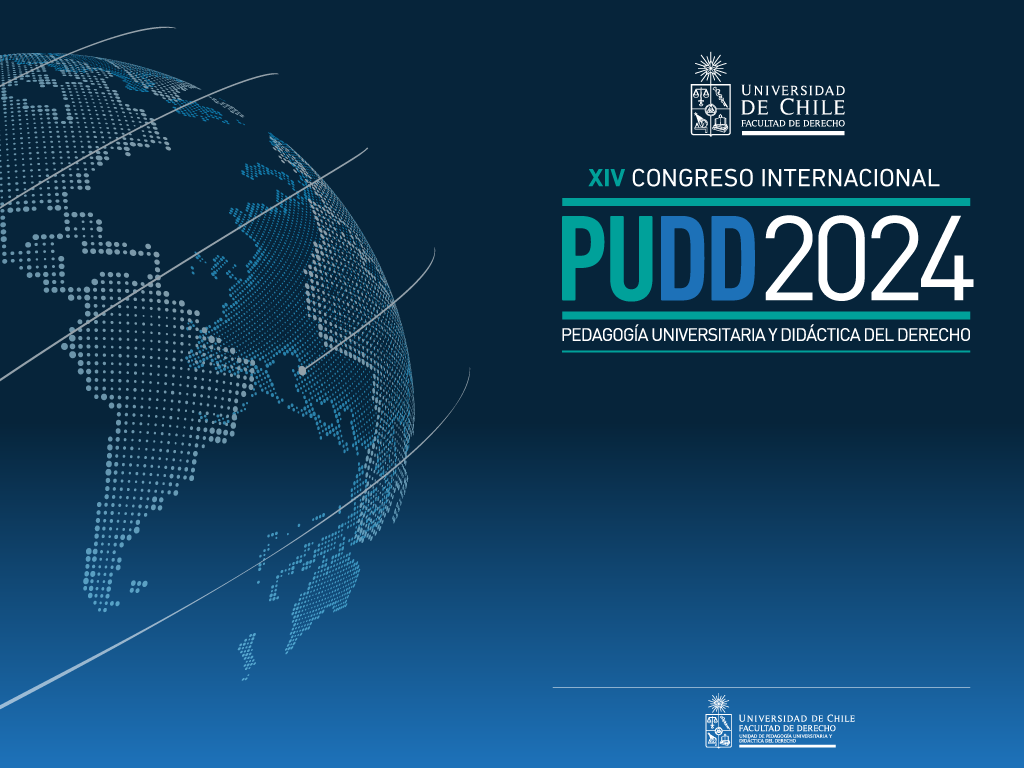 UNIVERSIDAD
DE CHILE
FACULTAD DE DERECHO
XIV CONGRESO INTERNACIONAL
PUDD2024
PEDAGOGÍA UNIVERSITARIA Y DIDÁCTICA DEL DERECHO
UNIVERSIDAD DE CHILE
FACULTAD DE DERECHO
UNIDAD DE PEDAGOGÍA UNIVERSITARIA Y
DIDÁCTICA DEL DERECHO